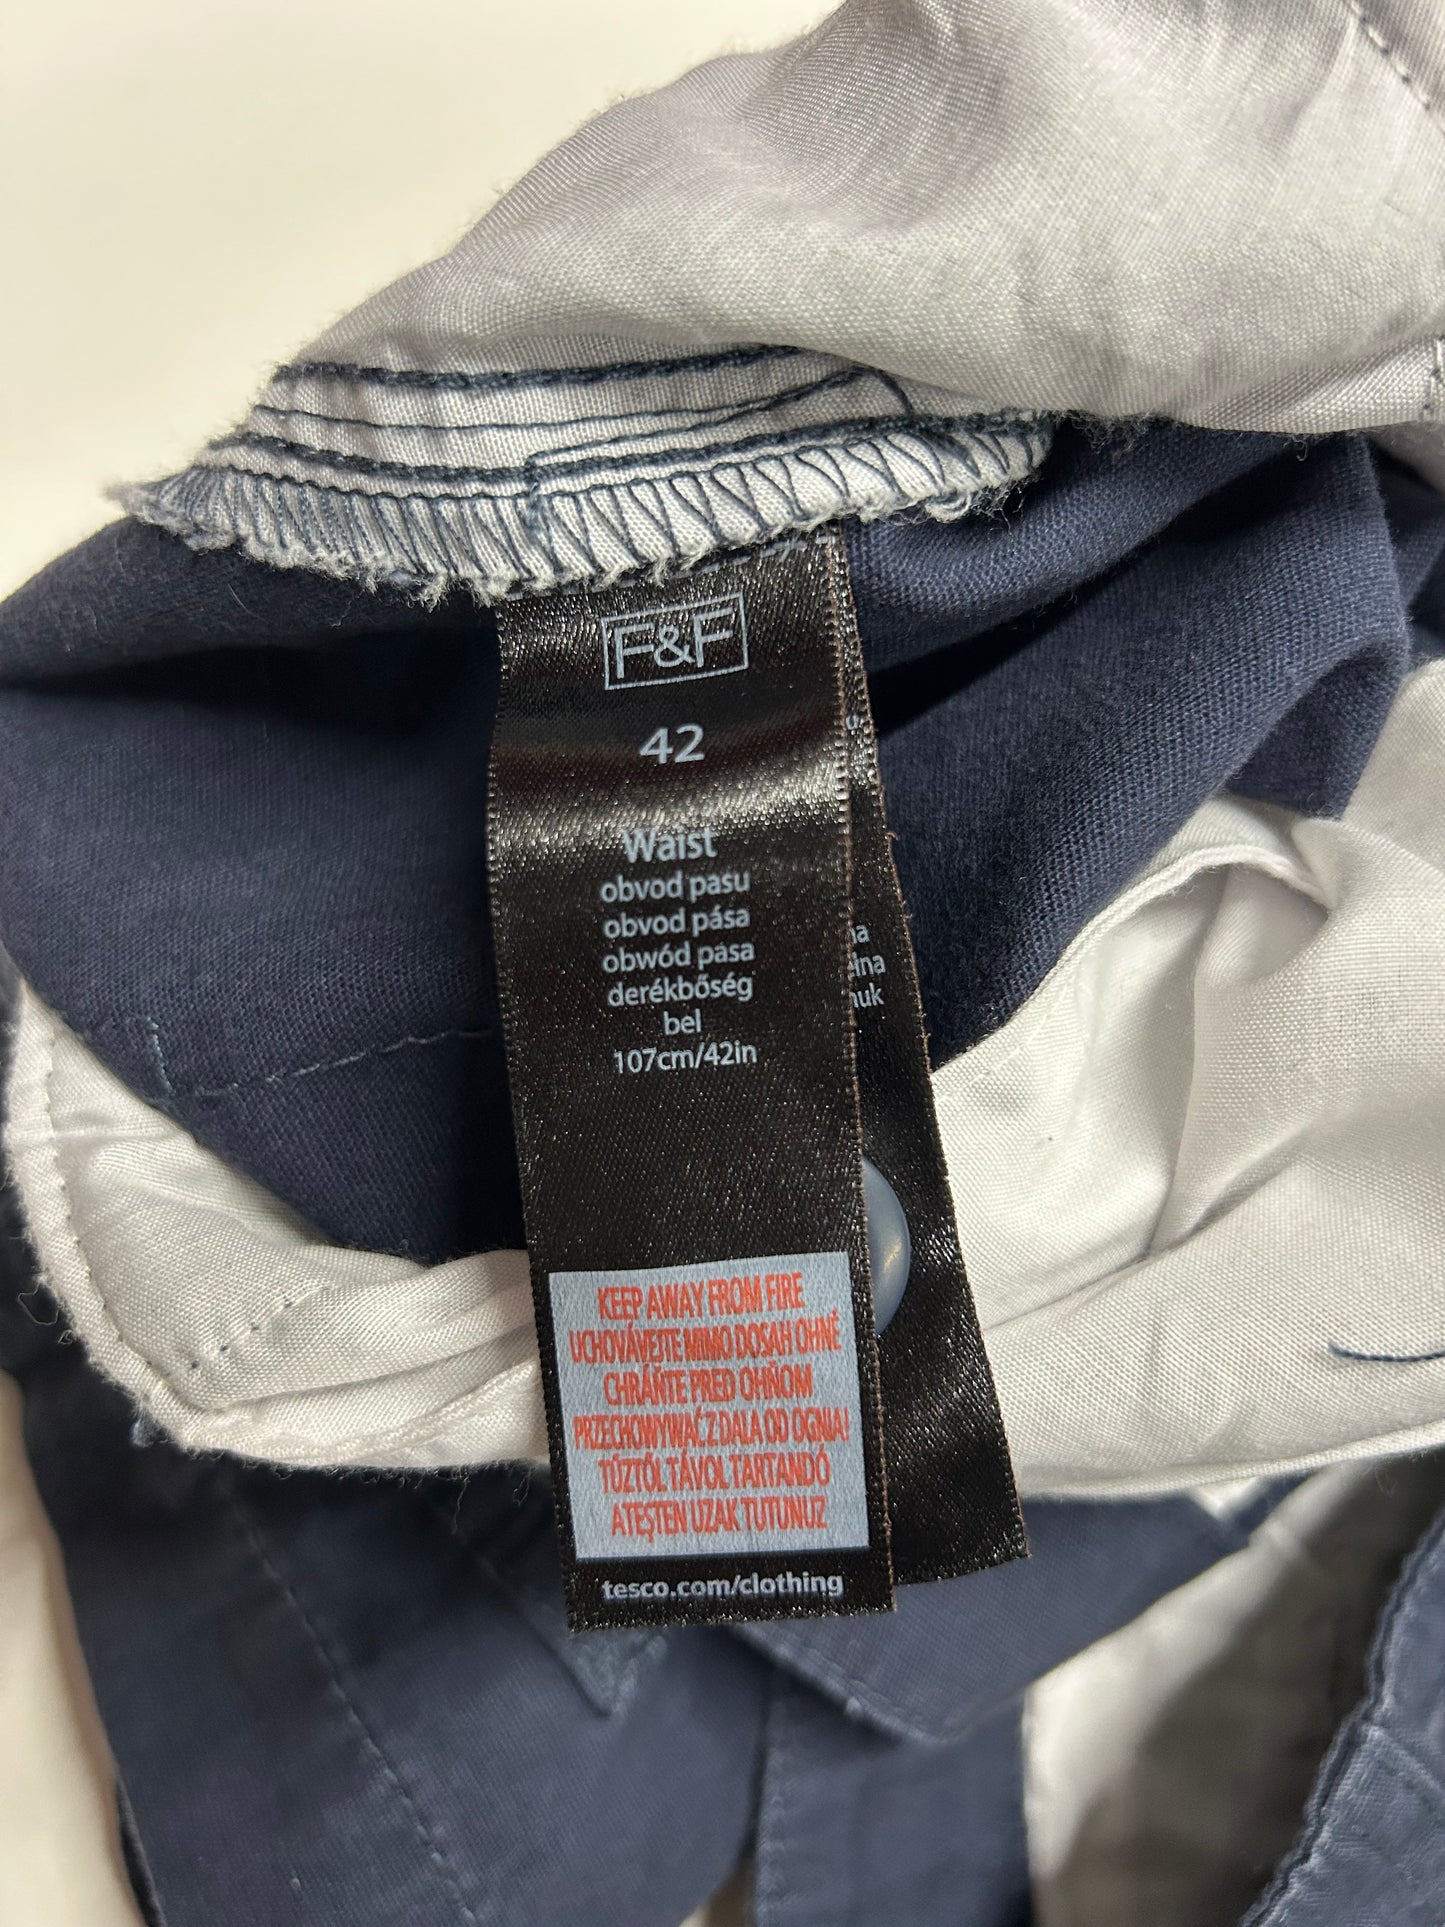 F&F
42
Waist
obvod pasu
obvod pása
obwód pasa
derékbőség
bel
107cm/42in
KEEP AWAY FROM FIRE
UCHOVÁVEJTE MIMO DOSAH OHNĚ
CHRÁŇTE PRED OHŇOM
PRZECHOWYWAĆ Z DALA OD OGNIA!
TŰZTŐL TÁVOL TARTANDÓ
ATEŞTEN UZAK TUTUNUZ
tesco.com/clothing